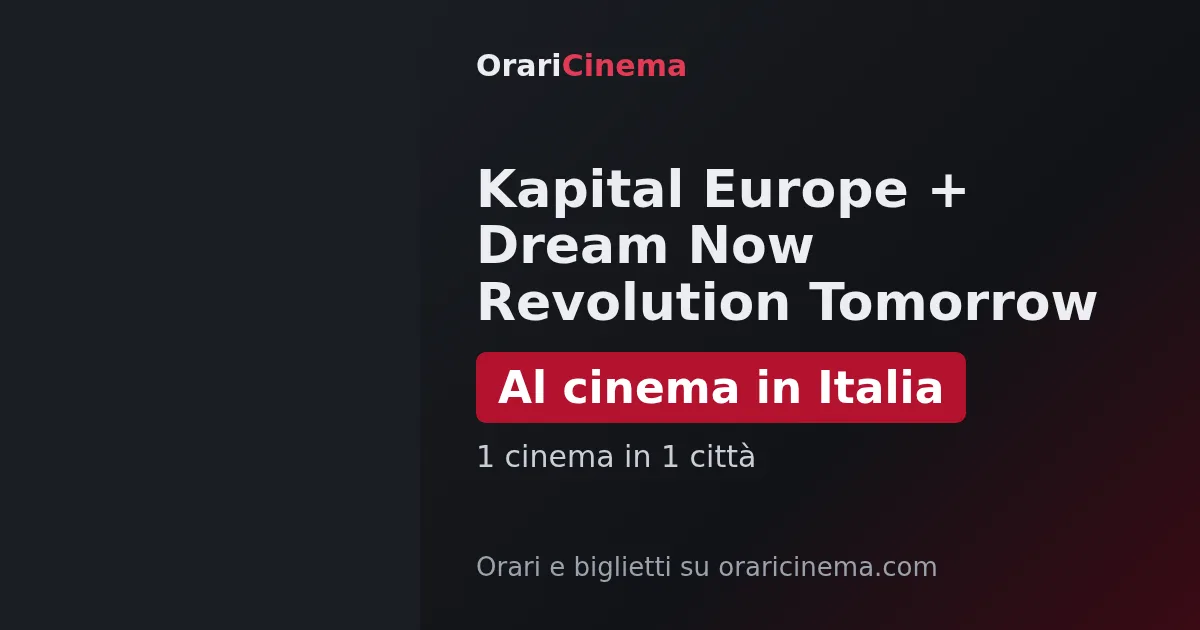 OrariCinema
Kapital Europe +
Dream Now
Revolution Tomorrow
Al cinema in Italia
1 cinema in 1 città
Orari e biglietti su oraricinema.com